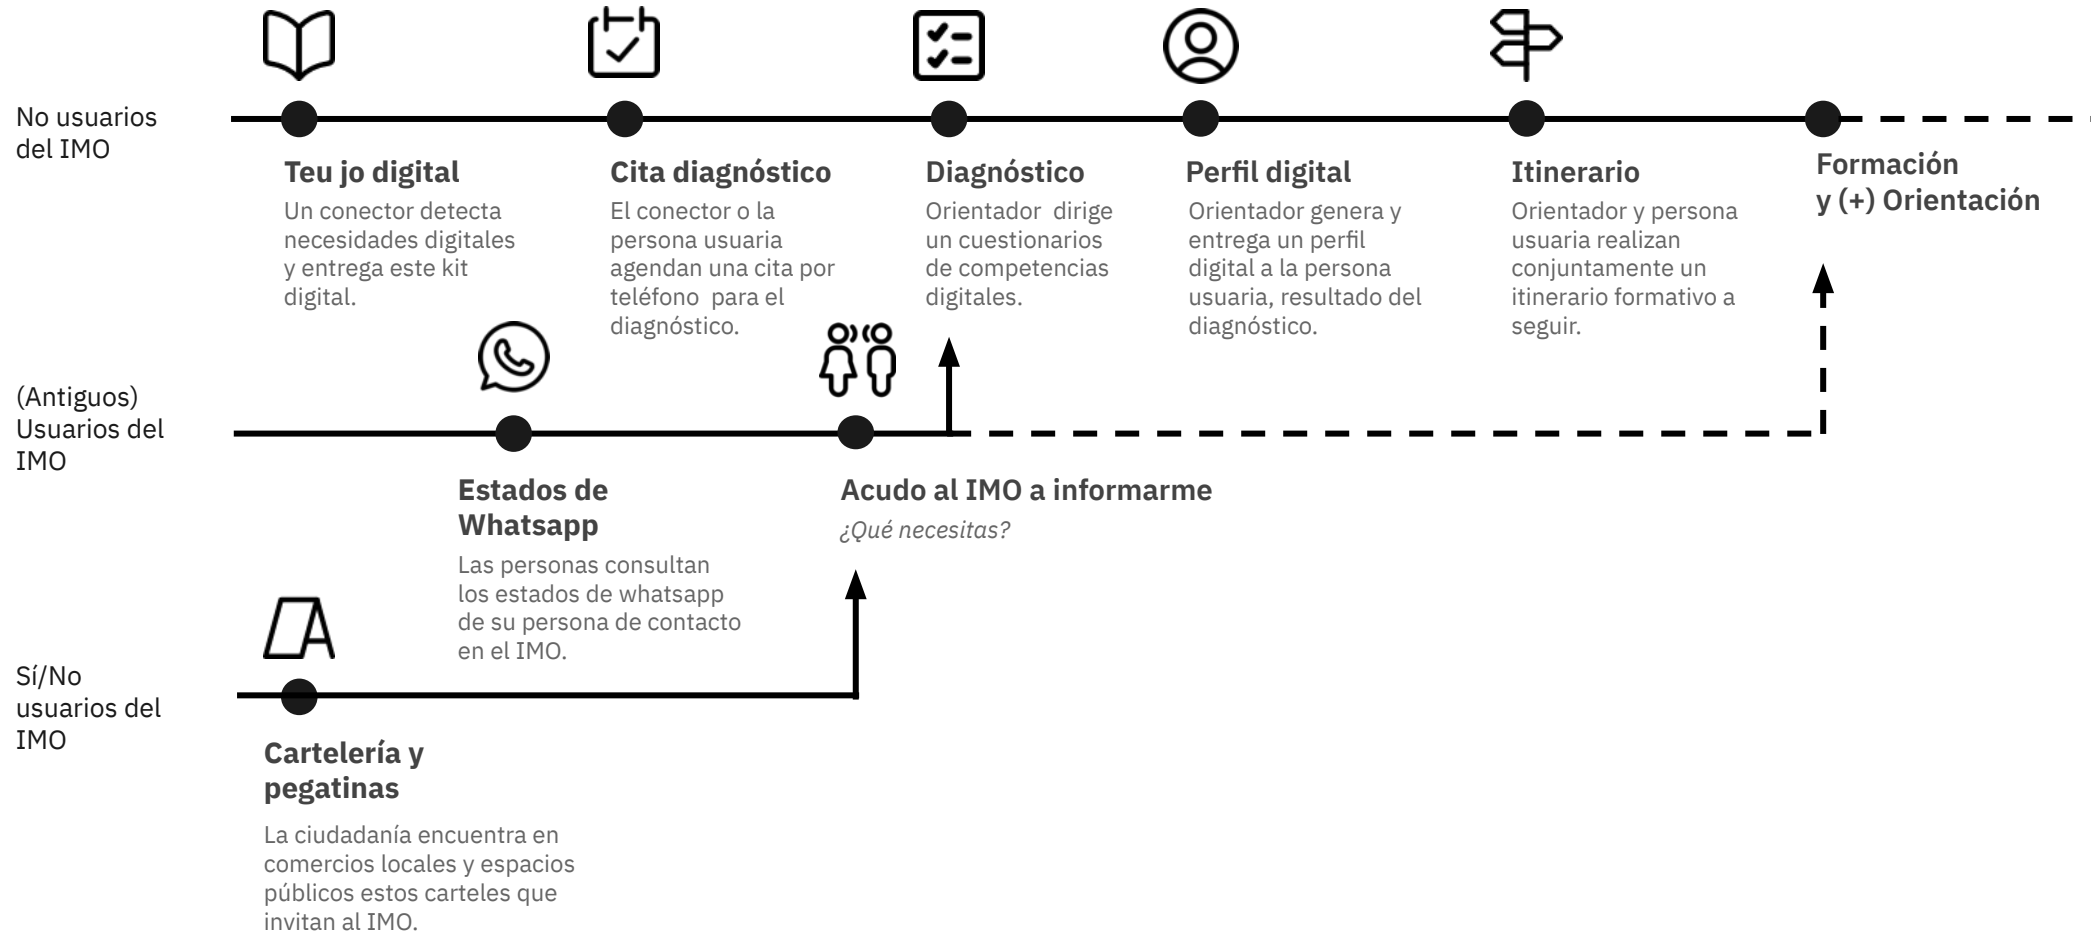 No usuarios
del IMO
Teu jo digital
Un conector detecta
necesidades digitales
y entrega este kit
digital.
Cita diagnóstico
El conector o la
persona usuaria
agendan una cita por
teléfono  para el
diagnóstico.
Diagnóstico
Orientador  dirige
un cuestionarios
de competencias
digitales.
Perfil digital
Orientador genera y
entrega un perfil
digital a la persona
usuaria, resultado del
diagnóstico.
Itinerario
Orientador y persona
usuaria realizan
conjuntamente un
itinerario formativo a
seguir.
Formación
y (+) Orientación
(Antiguos)
Usuarios del
IMO
Estados de
Whatsapp
Las personas consultan
los estados de whatsapp
de su persona de contacto
en el IMO.
Acudo al IMO a informarme
¿Qué necesitas?
Sí/No
usuarios del
IMO
Cartelería y
pegatinas
La ciudadanía encuentra en
comercios locales y espacios
públicos estos carteles que
invitan al IMO.